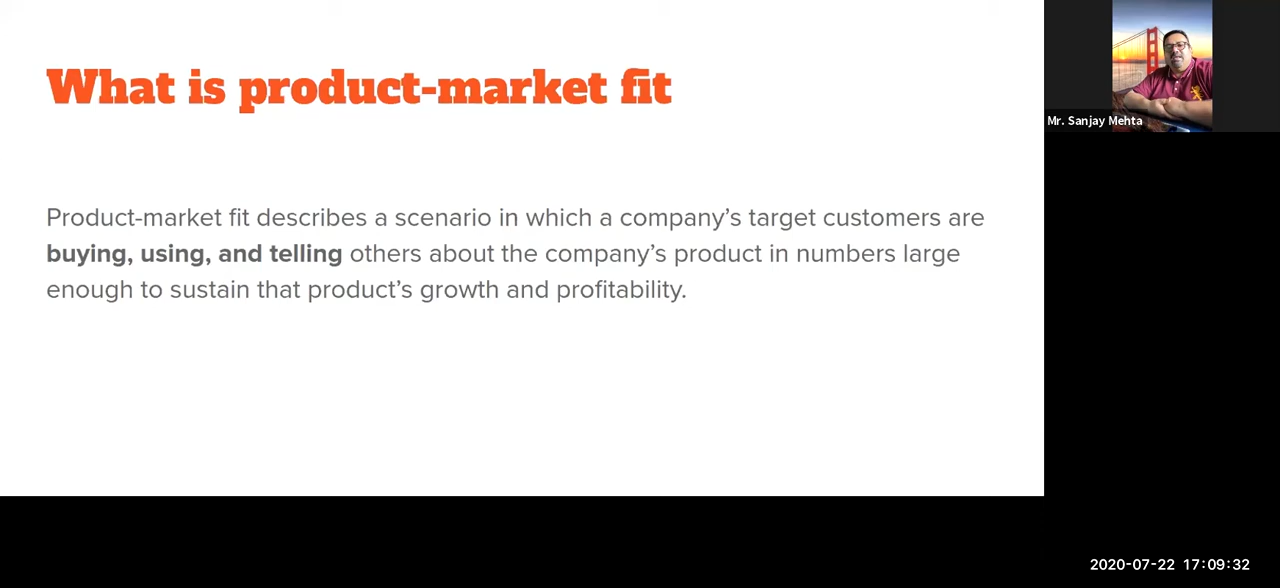 What is product-market fit
Product-market fit describes a scenario in which a company’s target customers are
buying, using, and telling others about the company’s product in numbers large
enough to sustain that product’s growth and profitability.
Mr. Sanjay Mehta
2020-07-22 17:09:32